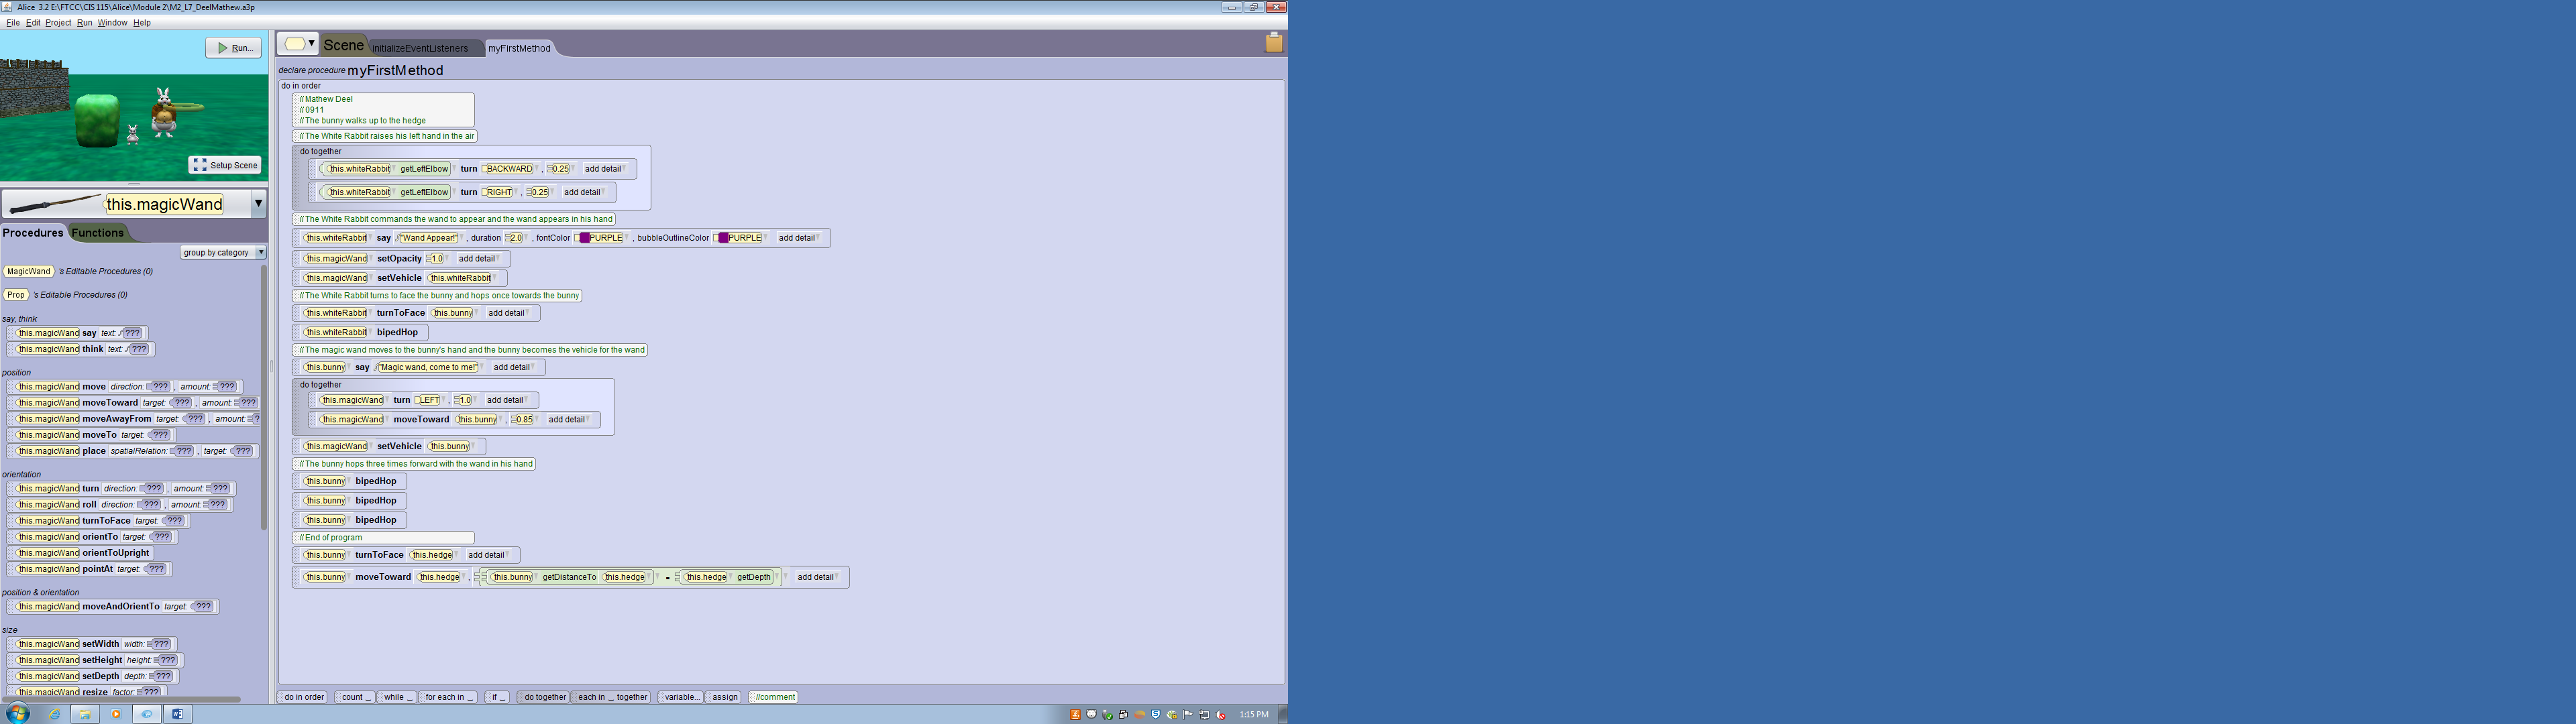 Alice 3.2 E:\FTCC\CIS 115\Alice\Module 2\M2_L7_DeelMathew.a3p
File Edit Project Run Window Help
Run...
Setup Scene
this.magicWand
Procedures Functions
group by category
MagicWand 's Editable Procedures (0)
Prop 's Editable Procedures (0)
say, think
this.magicWand say text: ???
this.magicWand think text: ???
position
this.magicWand move direction: ??? , amount: ???
this.magicWand moveToward target: ??? , amount: ???
this.magicWand moveAwayFrom target: ??? , amount: ?
this.magicWand moveTo target: ???
this.magicWand place spatialRelation: ??? , target: ???
orientation
this.magicWand turn direction: ??? , amount: ???
this.magicWand roll direction: ??? , amount: ???
this.magicWand turnToFace target: ???
this.magicWand orientTo target: ???
this.magicWand orientToUpright
this.magicWand pointAt target: ???
position & orientation
this.magicWand moveAndOrientTo target: ???
size
this.magicWand setWidth width: ???
this.magicWand setHeight height: ???
this.magicWand setDepth depth: ???
this.magicWand resize factor: ???
Scene initializeEventListeners myFirstMethod
declare procedure myFirstMethod
do in order
//Mathew Deel
//0911
//The bunny walks up to the hedge
//The White Rabbit raises his left hand in the air
do together
this.whiteRabbit getLeftElbow turn BACKWARD , 0.25 add detail
this.whiteRabbit getLeftElbow turn RIGHT , 0.25 add detail
//The White Rabbit commands the wand to appear and the wand appears in his hand
this.whiteRabbit say "Wand Appear!" , duration 2.0 , fontColor PURPLE , bubbleOutlineColor PURPLE add detail
this.magicWand setOpacity 1.0 add detail
this.magicWand setVehicle this.whiteRabbit
//The White Rabbit turns to face the bunny and hops once towards the bunny
this.whiteRabbit turnToFace this.bunny add detail
this.whiteRabbit bipedHop
//The magic wand moves to the bunny's hand and the bunny becomes the vehicle for the wand
this.bunny say "Magic wand, come to me!" add detail
do together
this.magicWand turn LEFT , 1.0 add detail
this.magicWand moveToward this.bunny , 0.85 add detail
this.magicWand setVehicle this.bunny
//The bunny hops three times forward with the wand in his hand
this.bunny bipedHop
this.bunny bipedHop
this.bunny bipedHop
//End of program
this.bunny turnToFace this.hedge add detail
this.bunny moveToward this.hedge , this.bunny getDistanceTo this.hedge - this.hedge getDepth add detail
do in order count _ while _ for each in _ if _ do together each in _ together variable... assign //comment
1:15 PM